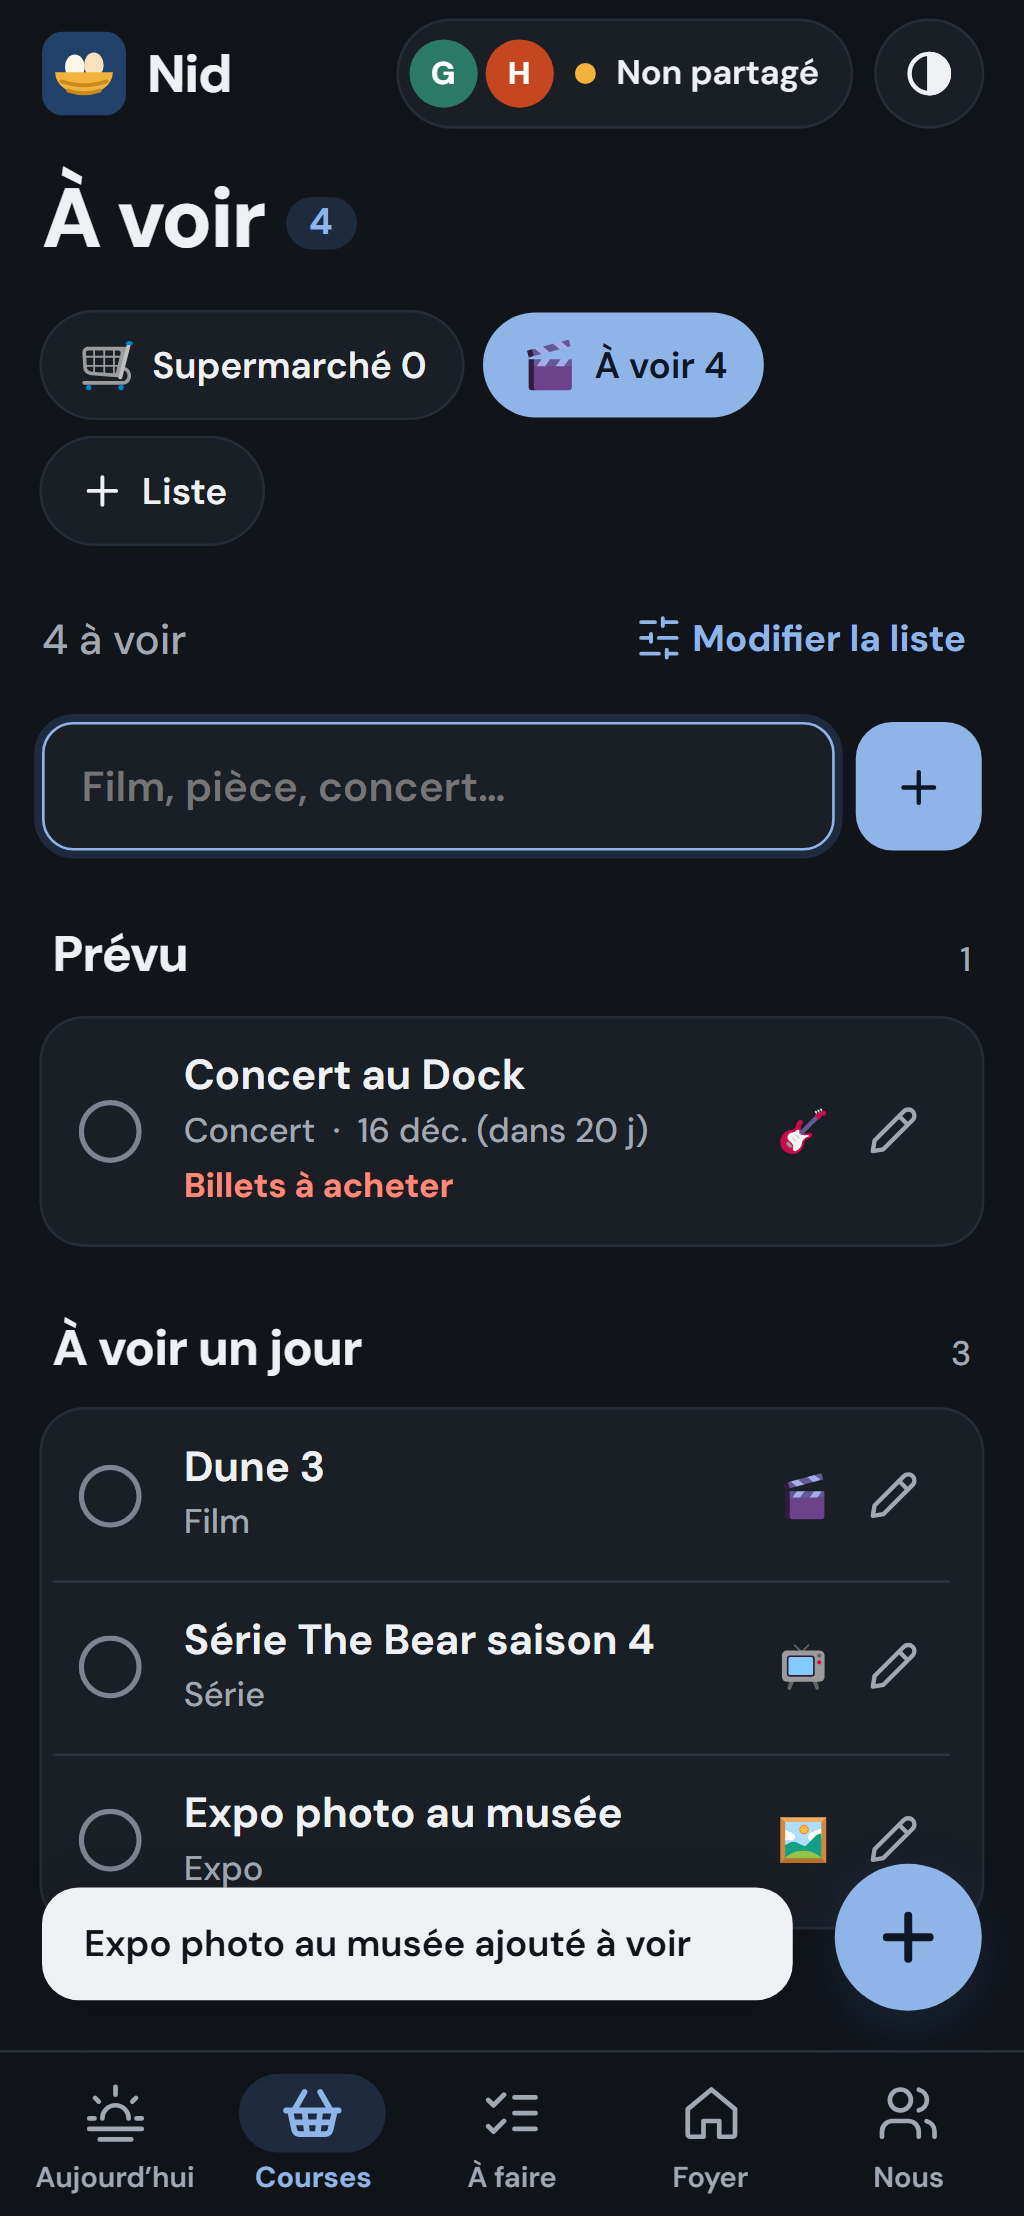 Nid
G H Non partagé
À voir 4
Supermarché 0
À voir 4
Liste
4 à voir
Modifier la liste
Film, pièce, concert...
Prévu 1
Concert au Dock
Concert · 16 déc. (dans 20 j)
Billets à acheter
À voir un jour 3
Dune 3
Film
Série The Bear saison 4
Série
Expo photo au musée
Expo
Expo photo au musée ajouté à voir
Aujourd’hui
Courses
À faire
Foyer
Nous